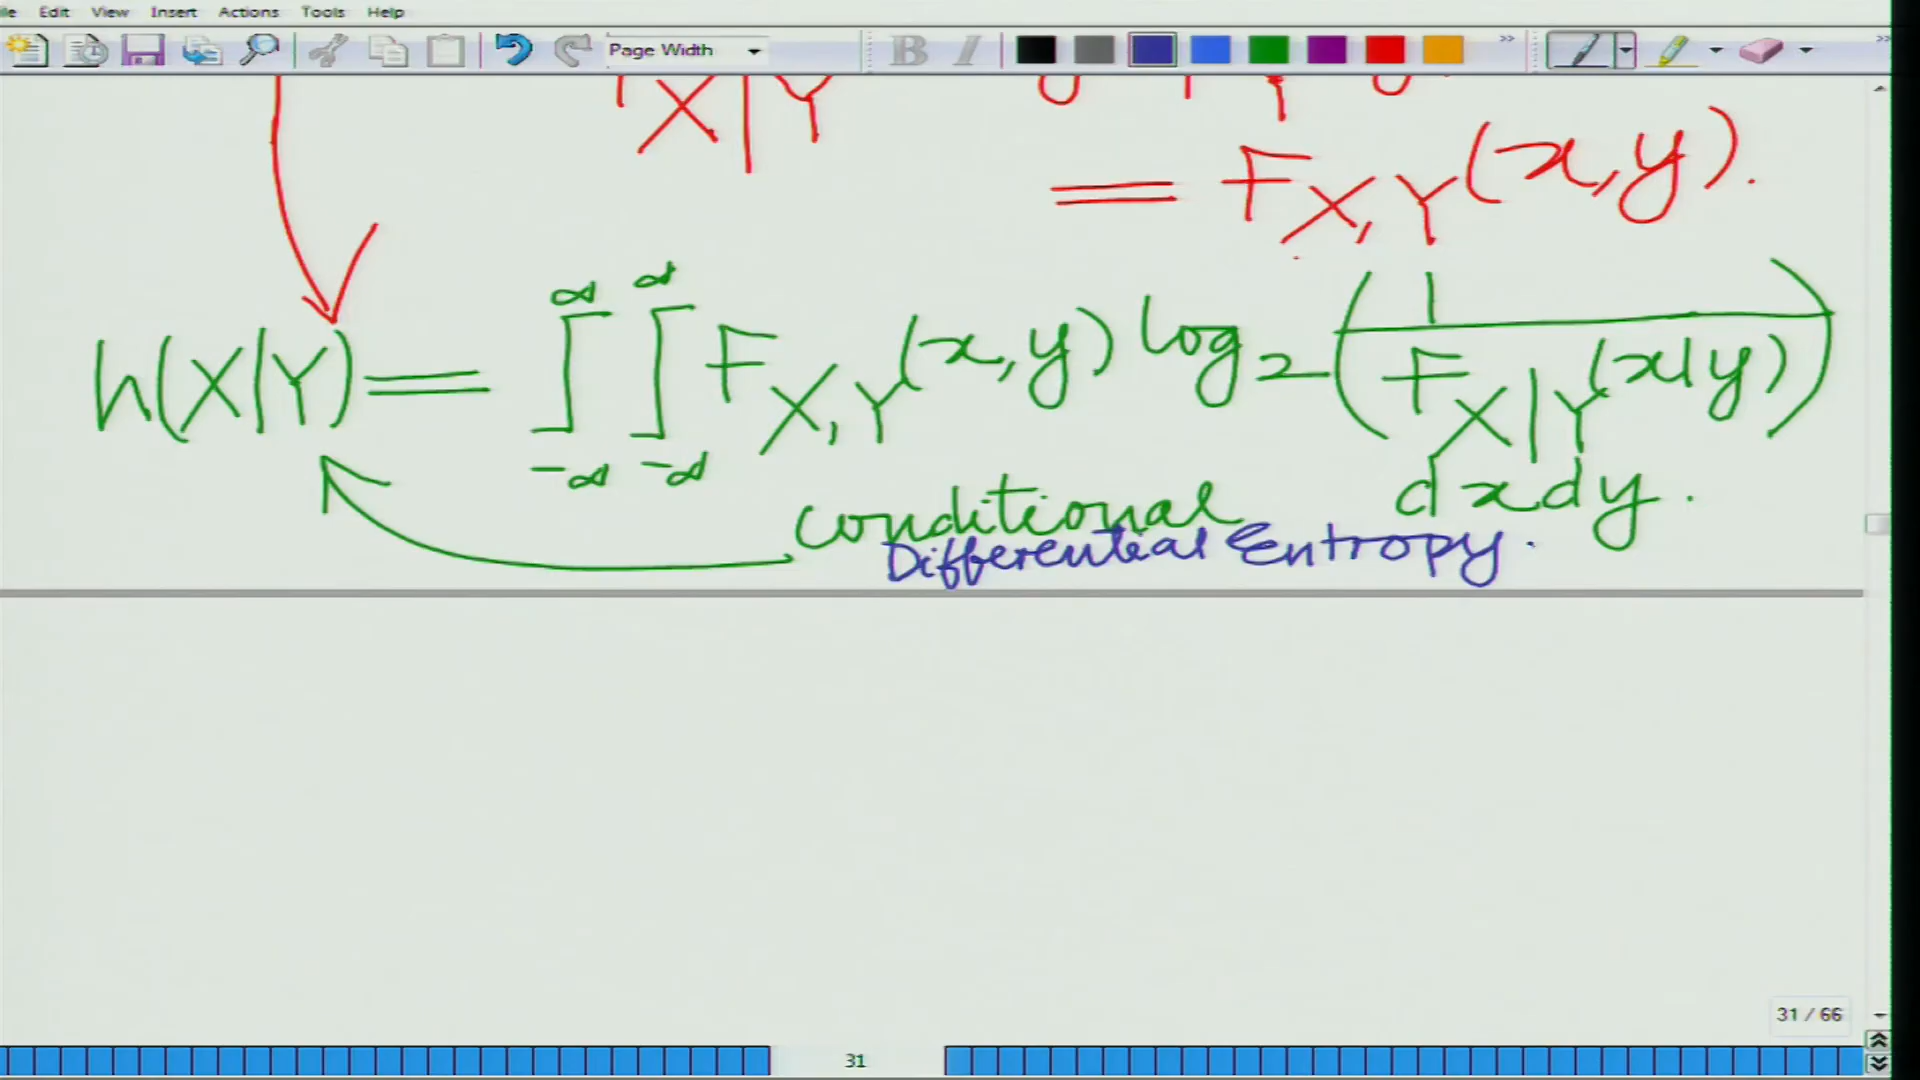 File Edit View Insert Actions Tools Help
Page Width B I
X|Y
= F_{X,Y}(x,y).
h(X|Y) = ∫_{-∞}^{∞} ∫_{-∞}^{∞} F_{X,Y}(x,y) log_2 (1 / F_{X|Y}(x|y))
dxdy.
conditional
Differential Entropy.
31 / 66
31